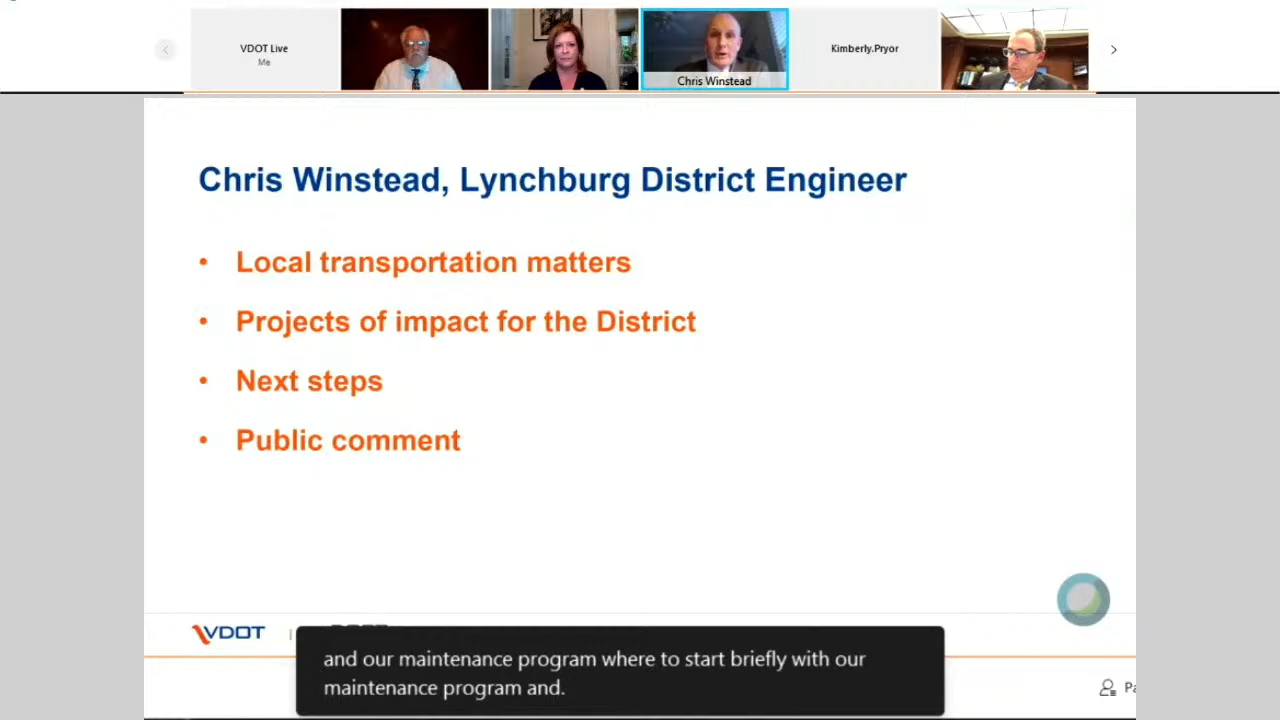 VDOT Live
Me
Chris Winstead
Kimberly.Pryor
Chris Winstead, Lynchburg District Engineer
• Local transportation matters
• Projects of impact for the District
• Next steps
• Public comment
VDOT
and our maintenance program where to start briefly with our
maintenance program and.